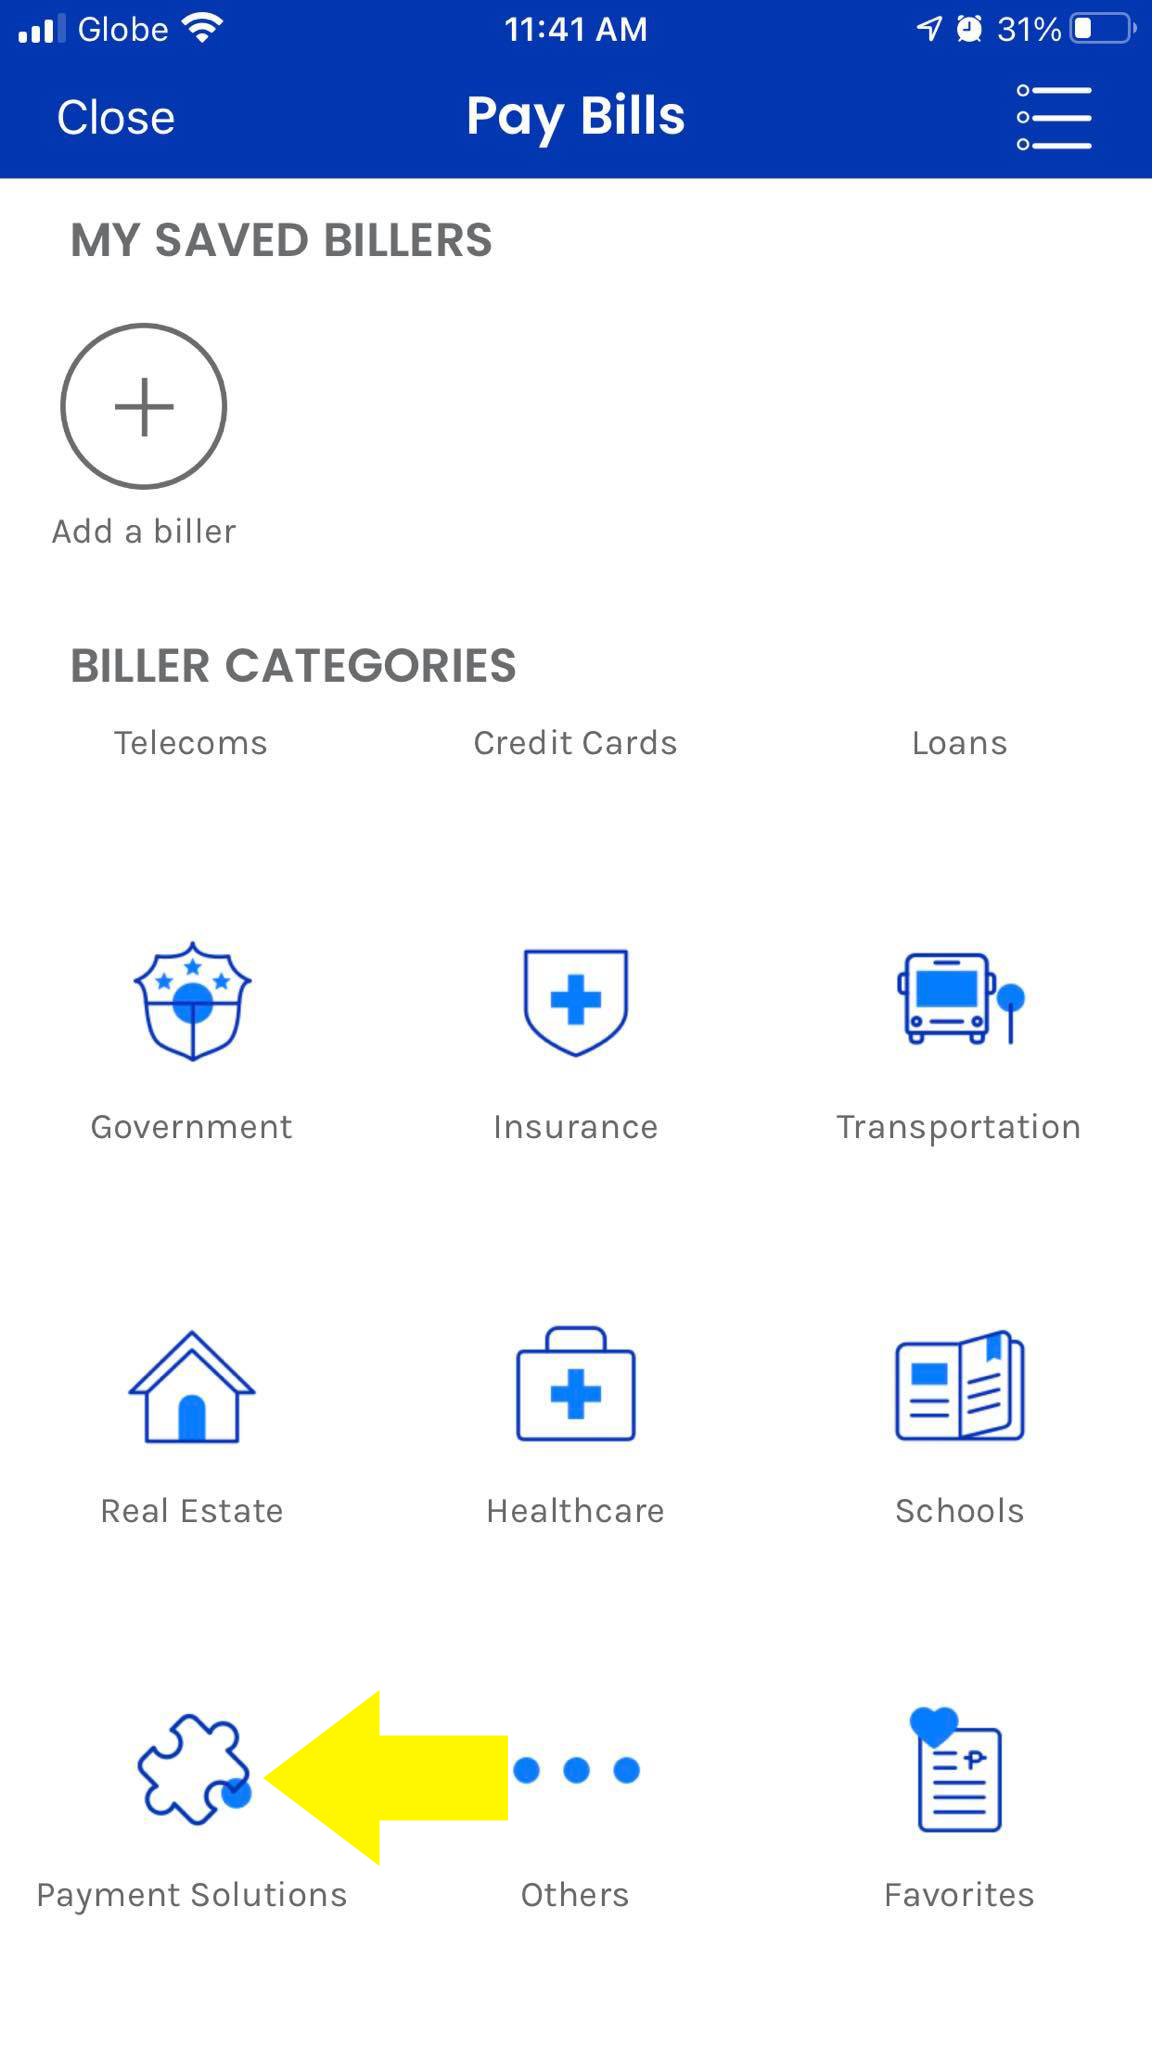 Globe 11:41 AM 31%
Close Pay Bills
MY SAVED BILLERS
Add a biller
BILLER CATEGORIES
Telecoms Credit Cards Loans
Government Insurance Transportation
Real Estate Healthcare Schools
₱
Payment Solutions Others Favorites